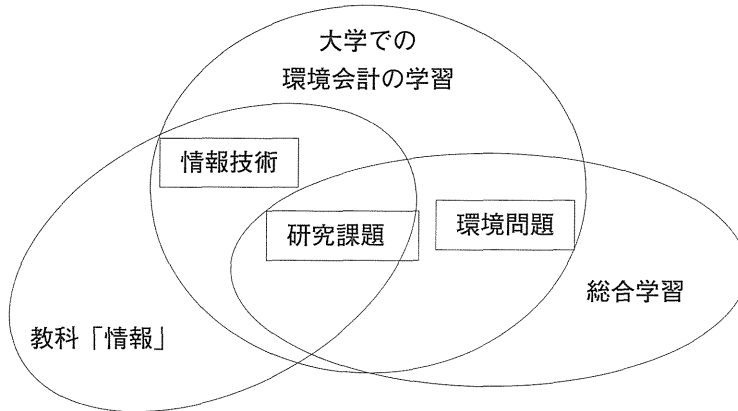 大学での
環境会計の学習
情報技術
研究課題
環境問題
総合学習
教科「情報」